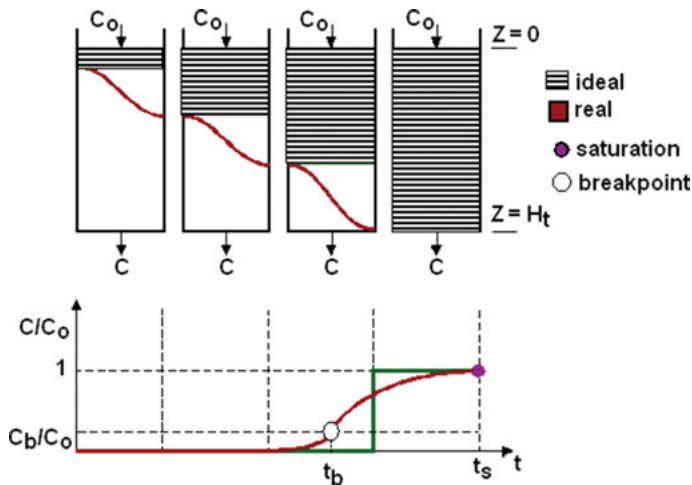 Co Co Co Co Z = 0
ideal
real
saturation
breakpoint
Z = Ht
C C C C
C/Co
1
Cb/Co
tb ts t